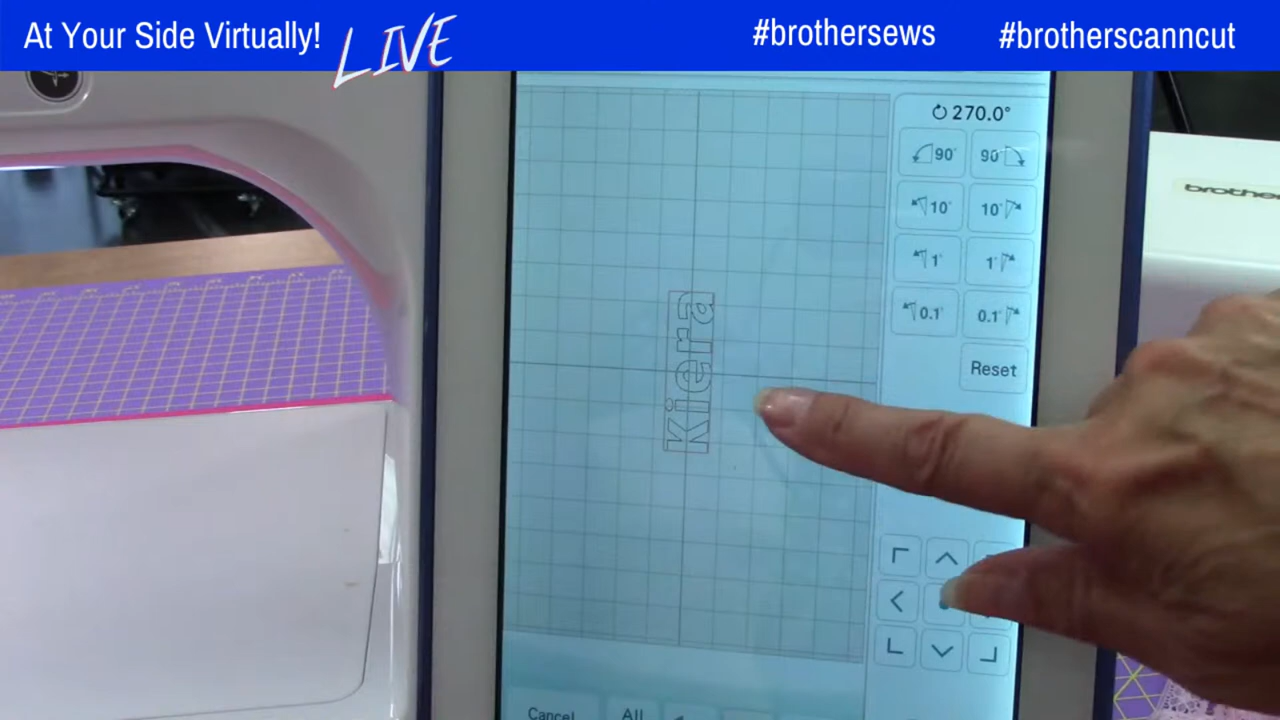 At Your Side Virtually! LIVE
#brothersews #brotherscanncut
270.0°
90° 90°
10° 10°
1° 1°
0.1° 0.1°
Reset
Kiera
Cancel All
brother